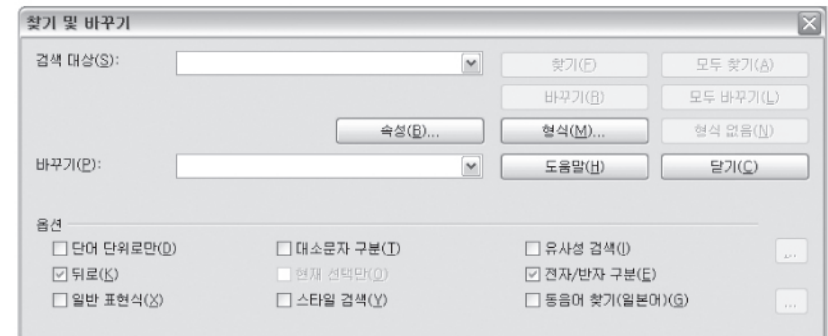 찾기 및 바꾸기
검색 대상(S):
찾기(F) 모두 찾기(A)
바꾸기(R) 모두 바꾸기(L)
속성(B)... 형식(M)... 형식 없음(N)
바꾸기(P): 도움말(H) 닫기(C)
옵션
단어 단위로만(D) 대소문자 구분(T) 유사성 검색(I) ...
뒤로(K) 현재 선택만(O) 전자/반자 구분(E)
일반 표현식(X) 스타일 검색(Y) 동음어 찾기(일본어)(G) ...